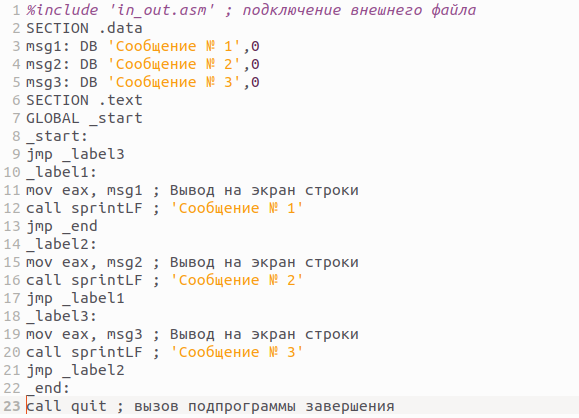 1 %include 'in_out.asm' ; подключение внешнего файла
2 SECTION .data
3 msg1: DB 'Сообщение № 1',0
4 msg2: DB 'Сообщение № 2',0
5 msg3: DB 'Сообщение № 3',0
6 SECTION .text
7 GLOBAL _start
8 _start:
9 jmp _label3
10 _label1:
11 mov eax, msg1 ; Вывод на экран строки
12 call sprintLF ; 'Сообщение № 1'
13 jmp _end
14 _label2:
15 mov eax, msg2 ; Вывод на экран строки
16 call sprintLF ; 'Сообщение № 2'
17 jmp _label1
18 _label3:
19 mov eax, msg3 ; Вывод на экран строки
20 call sprintLF ; 'Сообщение № 3'
21 jmp _label2
22 _end:
23 call quit ; вызов подпрограммы завершения